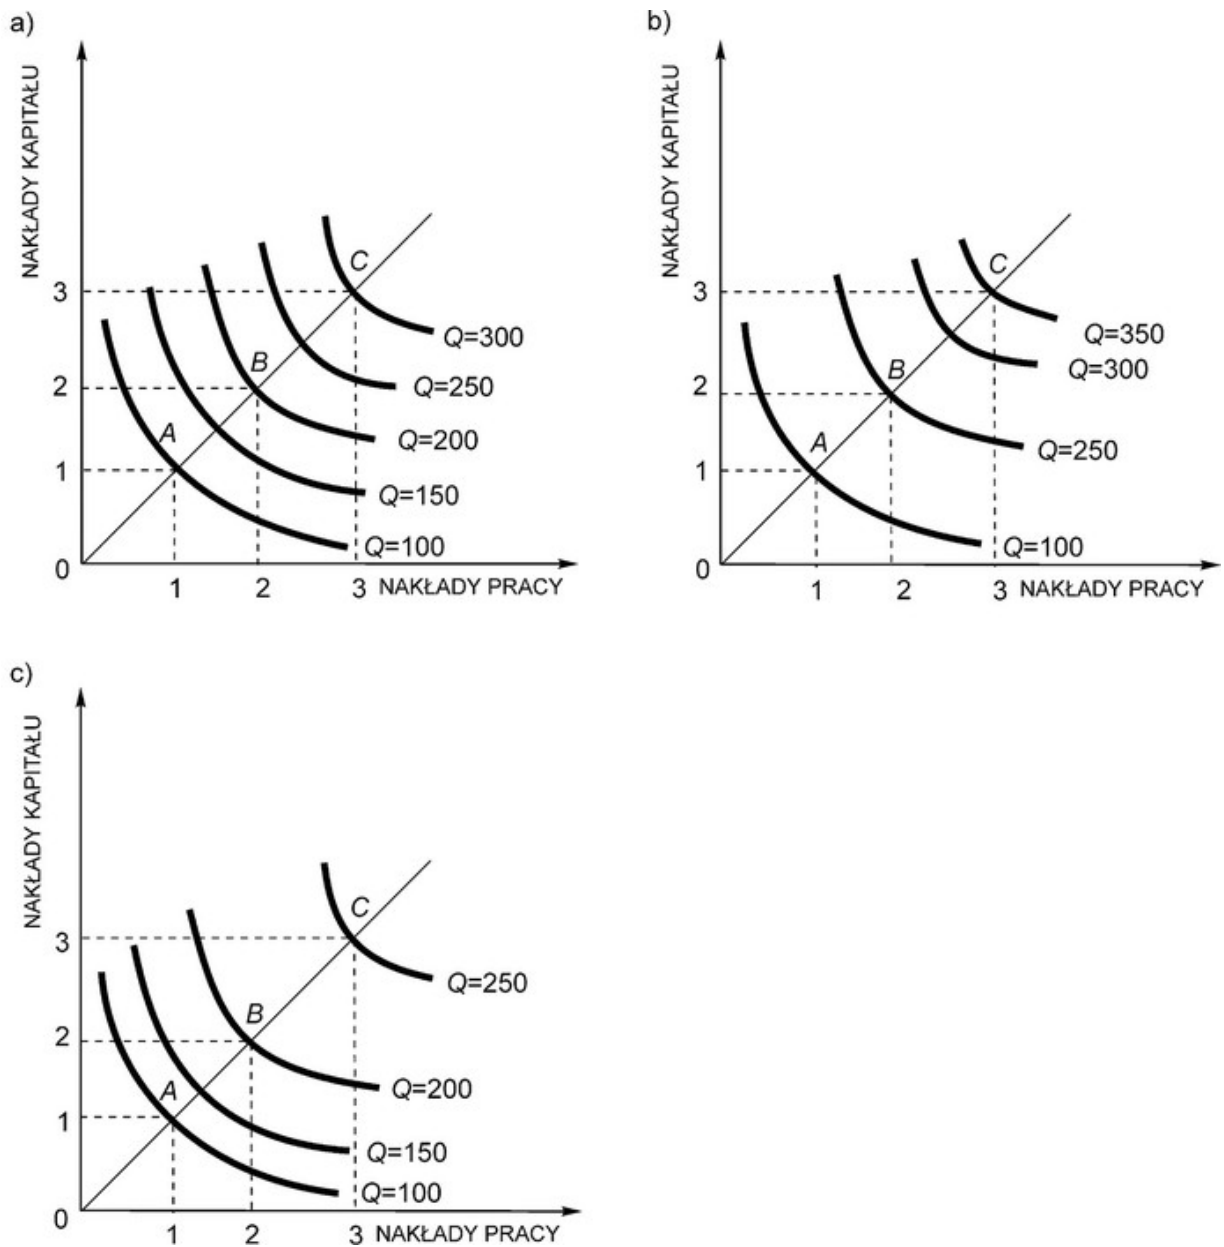 a)
NAKŁADY KAPITAŁU
C
3
Q=300
B
Q=250
2
A
Q=200
1
Q=150
Q=100
0
1 2 3 NAKŁADY PRACY
b)
NAKŁADY KAPITAŁU
C
3
Q=350
Q=300
B
2
A
Q=250
1
Q=100
0
1 2 3 NAKŁADY PRACY
c)
NAKŁADY KAPITAŁU
C
3
Q=250
B
2
A
Q=200
1
Q=150
Q=100
0
1 2 3 NAKŁADY PRACY